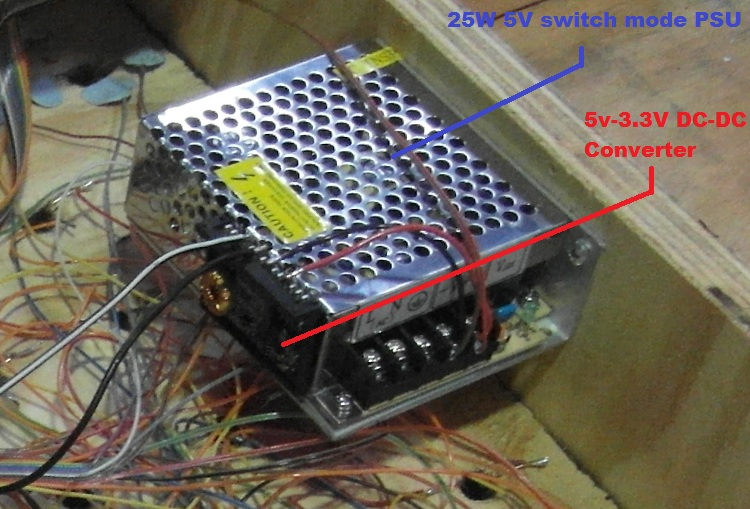 25W 5V switch mode PSU
5v-3.3V DC-DC
Converter
CAUTION !
L N